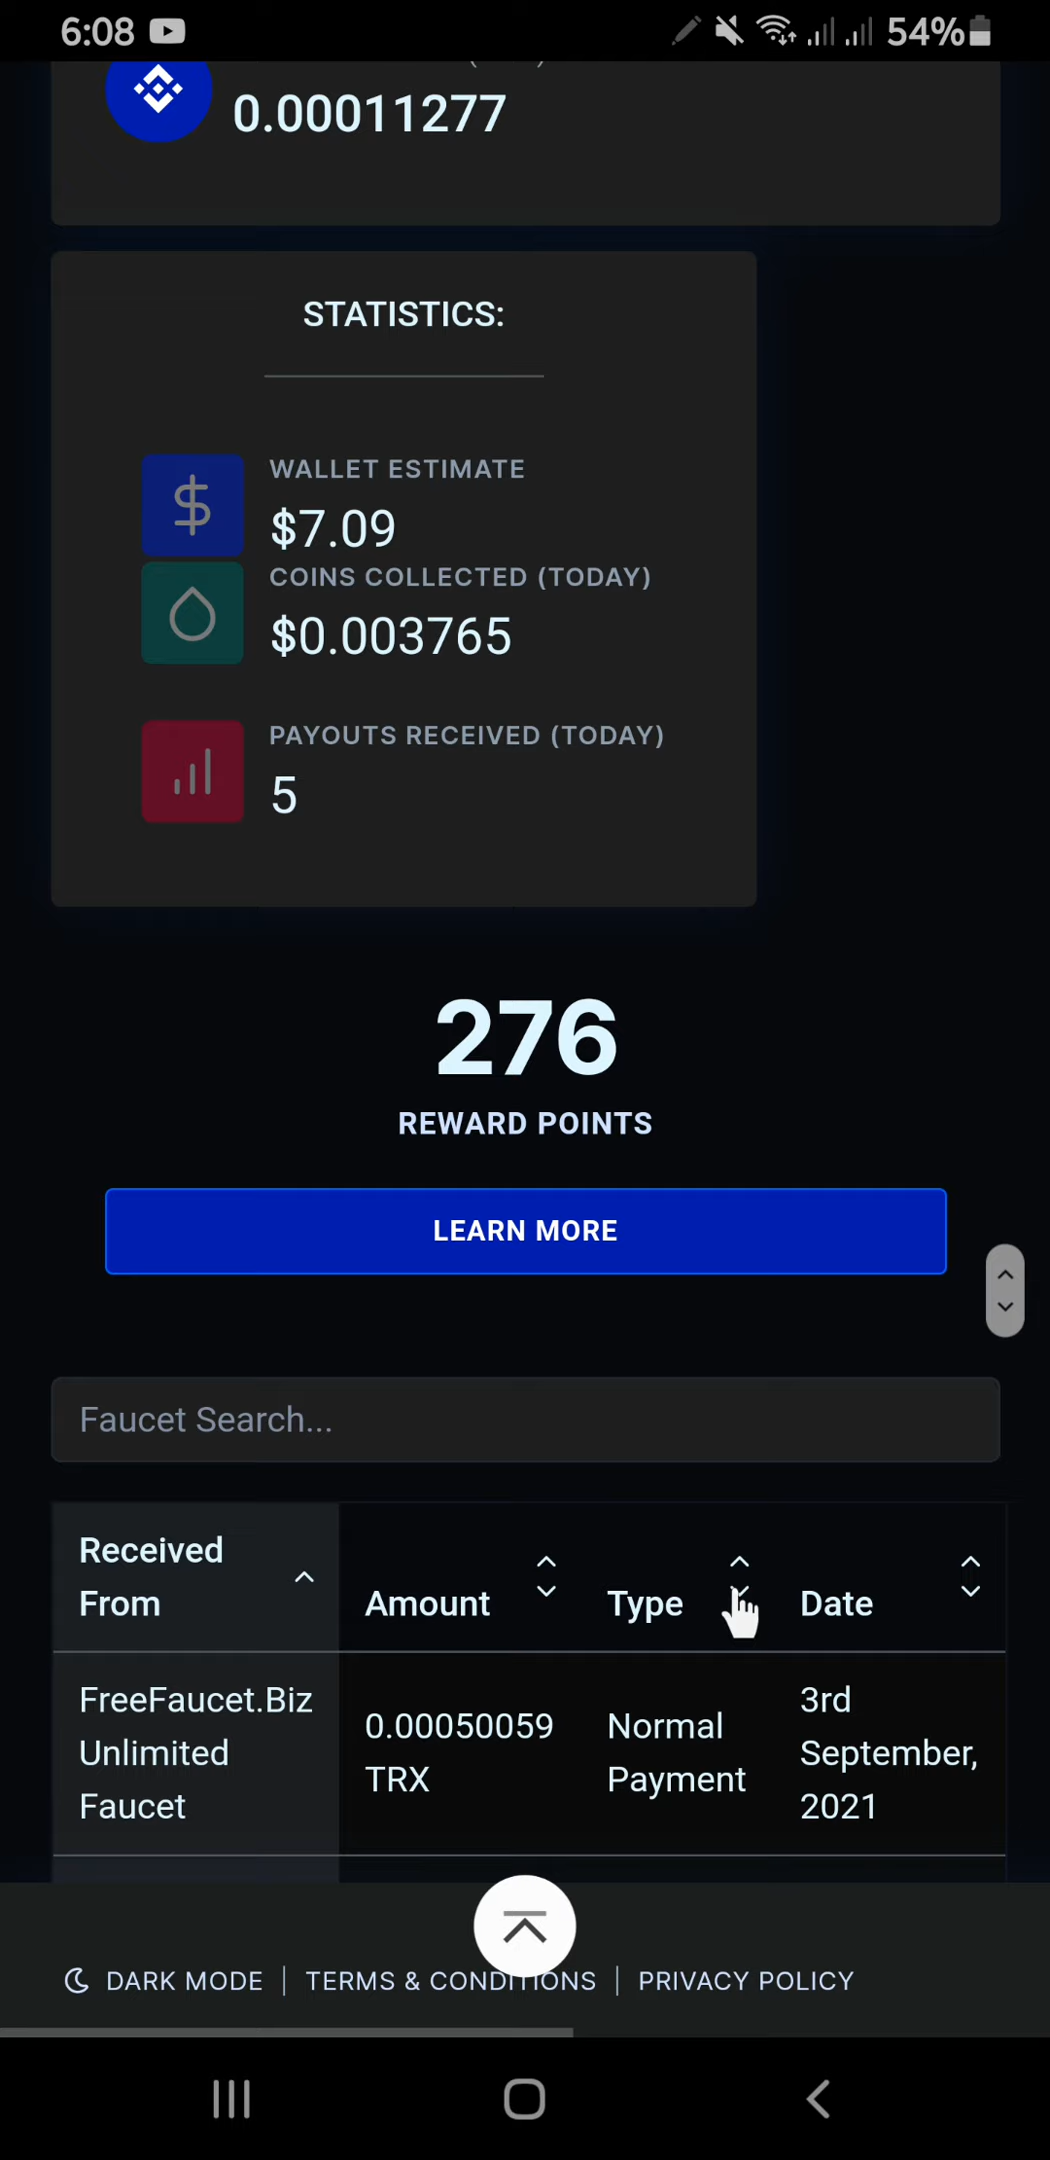 6:08 54%
0.00011277
STATISTICS:
WALLET ESTIMATE
$7.09
COINS COLLECTED (TODAY)
$0.003765
PAYOUTS RECEIVED (TODAY)
5
276
REWARD POINTS
LEARN MORE
Faucet Search...
Received
From
Amount
Type
Date
FreeFaucet.Biz
Unlimited
Faucet
0.00050059
TRX
Normal
Payment
3rd
September,
2021
DARK MODE | TERMS & CONDITIONS | PRIVACY POLICY